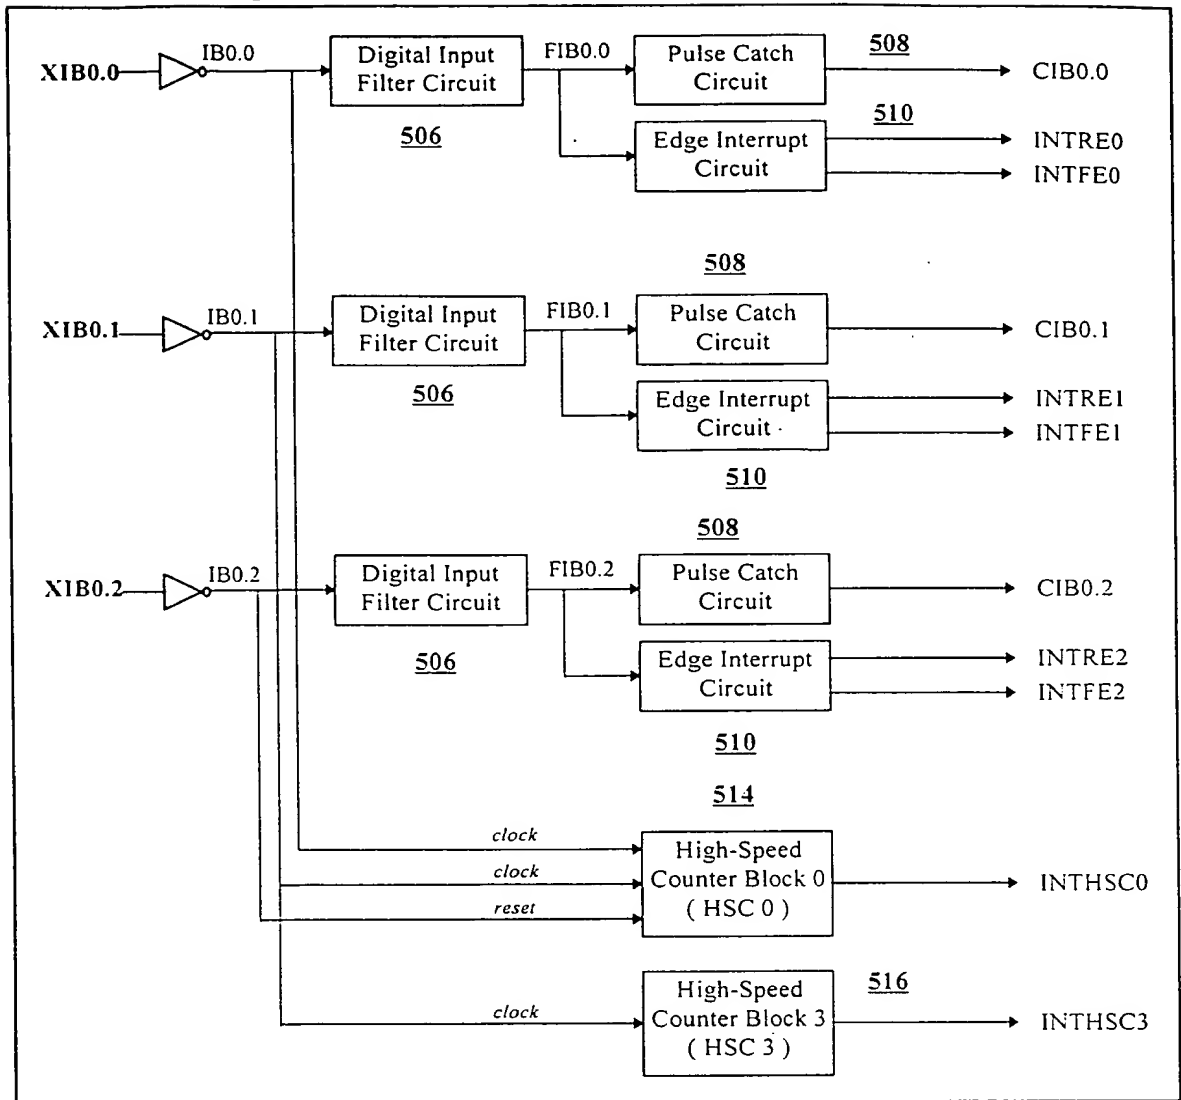 XIB0.0
IB0.0
Digital Input
Filter Circuit
506
FIB0.0
Pulse Catch
Circuit
508
CIB0.0
Edge Interrupt
Circuit
510
INTRE0
INTFE0
XIB0.1
IB0.1
Digital Input
Filter Circuit
506
FIB0.1
508
Pulse Catch
Circuit
CIB0.1
Edge Interrupt
Circuit
510
INTRE1
INTFE1
XIB0.2
IB0.2
Digital Input
Filter Circuit
506
FIB0.2
508
Pulse Catch
Circuit
CIB0.2
Edge Interrupt
Circuit
510
INTRE2
INTFE2
514
clock
clock
reset
High-Speed
Counter Block 0
( HSC 0 )
INTHSC0
clock
High-Speed
Counter Block 3
( HSC 3 )
516
INTHSC3